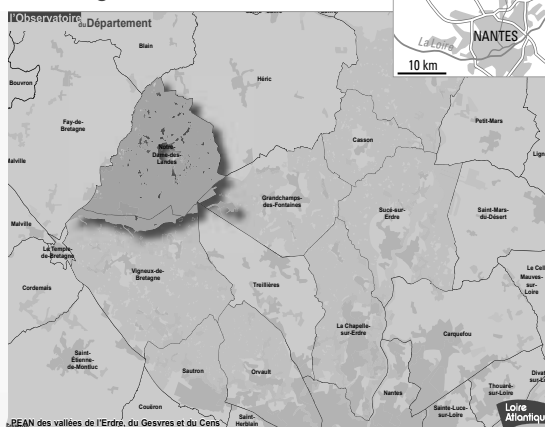 l'Observatoire du Département
NANTES
La Loire
10 km
Blain
Bouvron
Héric
Fay-de-
Bretagne
Petit-Mars
Casson
Notre-
Dame-des-
Landes
Grandchamps-
des-Fontaines
Sucé-sur-
Erdre
Saint-Mars-
du-Désert
Malville
Le Temple-
de-Bretagne
Vigneux-de-
Bretagne
Treillières
Cordemais
Mauves-
sur-
Loire
La Chapelle-
sur-Erdre
Carquefou
Saint-
Étienne-
de-Montluc
Sautron
Orvault
Couëron
Saint-
Herblain
Nantes
Sainte-Luce-
sur-Loire
Thouaré-
sur-Loire
PEAN des vallées de l'Erdre, du Gesvres et du Cens
Loire
Atlantique